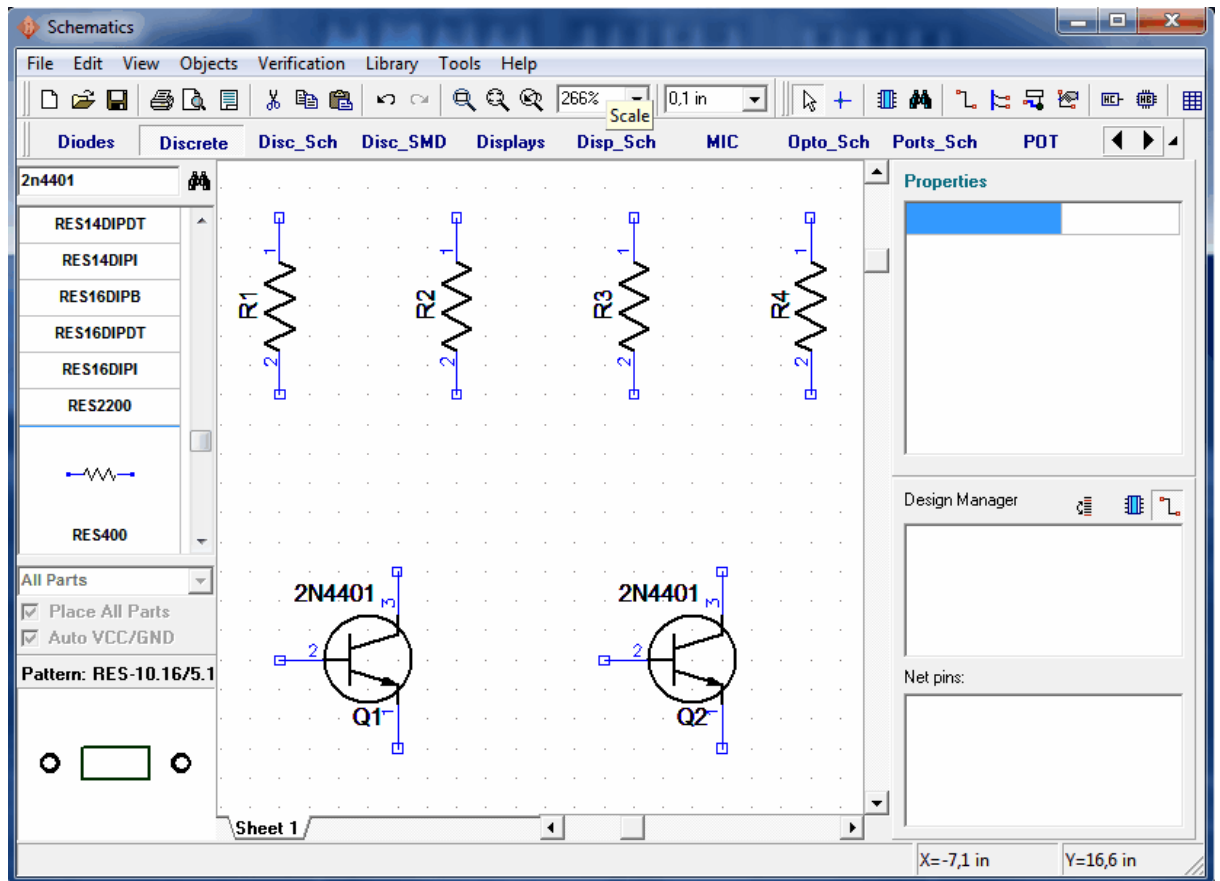 Schematics
File Edit View Objects Verification Library Tools Help
266% 0,1 in
Scale
Diodes Discrete Disc_Sch Disc_SMD Displays Disp_Sch MIC Opto_Sch Ports_Sch POT
2n4401
RES14DIPDT
RES14DIPI
RES16DIPB
RES16DIPDT
RES16DIPI
RES2200
RES400
All Parts
Place All Parts
Auto VCC/GND
Pattern: RES-10.16/5.1
1 1 1 1
R1 R2 R3 R4
2 2 2 2
2N4401 3 2N4401 3
2 2
Q1 1 Q2 1
Sheet 1
Properties
Design Manager
Net pins:
X=-7,1 in Y=16,6 in